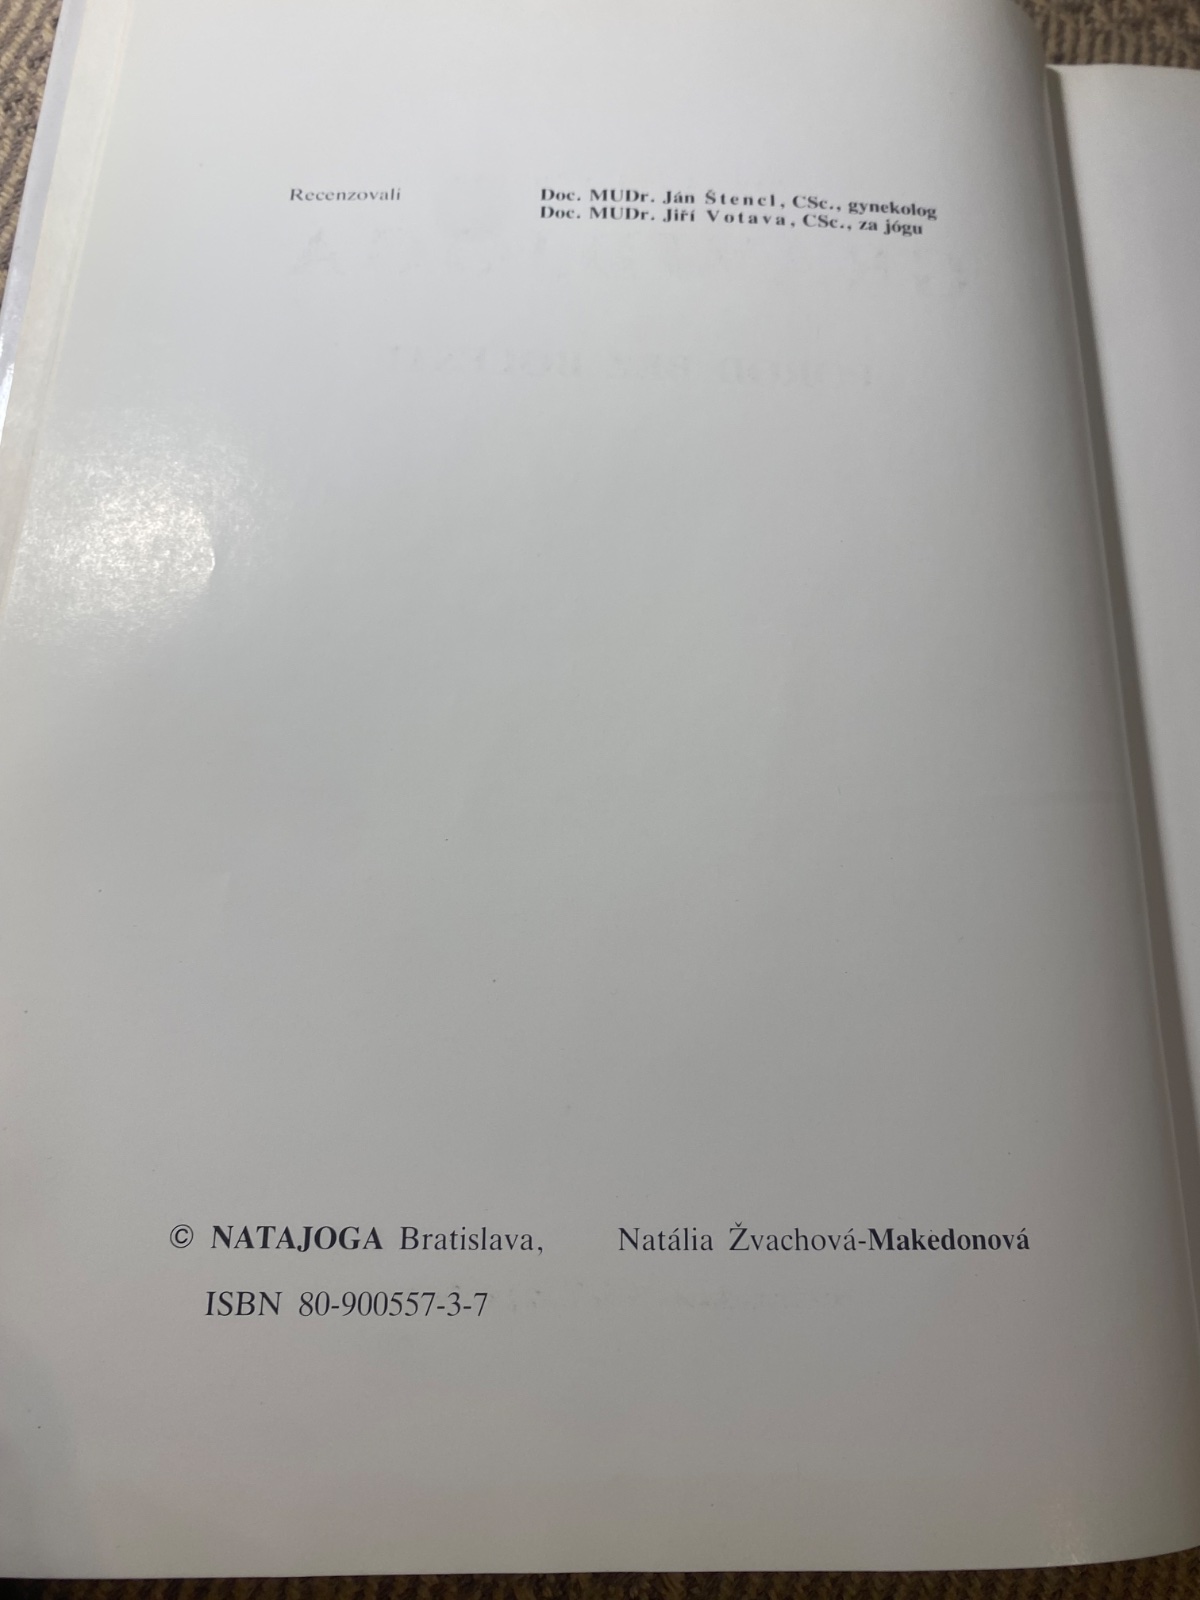 Recenzovali Doc. MUDr. Ján Štencl, CSc., gynekolog
Doc. MUDr. Jiří Votava, CSc., za jógu
© NATAJOGA Bratislava, Natália Žvachová-Makedonová
ISBN 80-900557-3-7